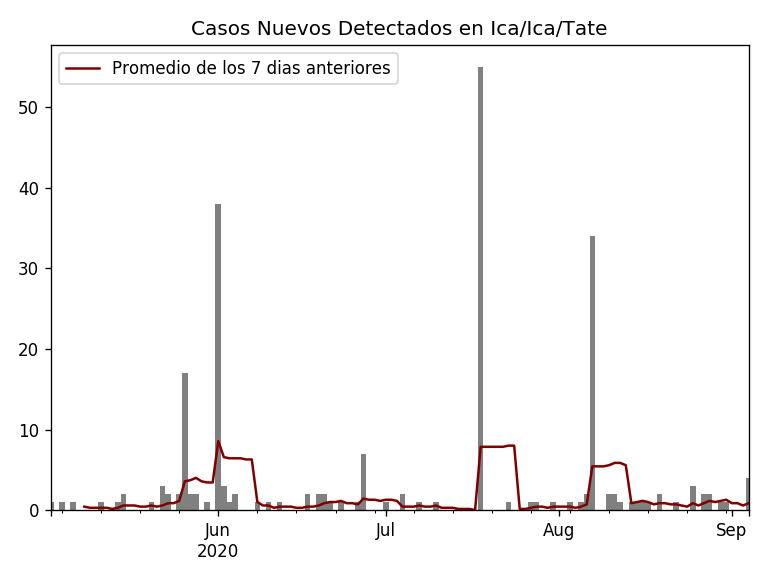 Casos Nuevos Detectados en Ica/Ica/Tate
Promedio de los 7 dias anteriores
50
40
30
20
10
0
Jun Jul Aug Sep
2020